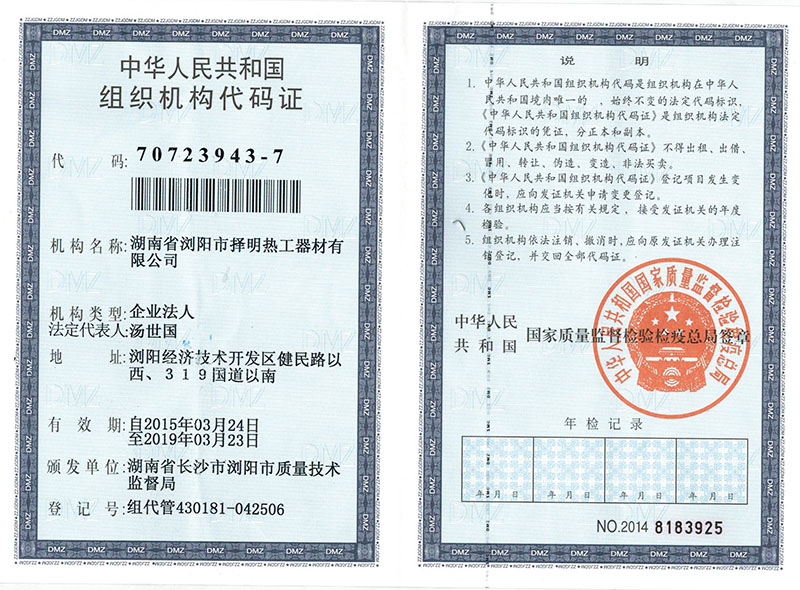 中华人民共和国
组织机构代码证
代 码: 70723943-7
机构名称: 湖南省浏阳市择明热工器材有
限公司
机构类型: 企业法人
法定代表人: 汤世国
地 址: 浏阳经济技术开发区健民路以
西、319国道以南
有 效 期: 自2015年03月24日
至2019年03月23日
颁发单位: 湖南省长沙市浏阳市质量技术
监督局
登 记 号: 组代管430181-042506
说 明
1. 中华人民共和国组织机构代码是组织机构在中华人
民共和国境内唯一的 、始终不变的法定代码标识,
《中华人民共和国组织机构代码证》是组织机构法定
代码标识的凭证,分正本和副本。
2.《中华人民共和国组织机构代码证》不得出租、出借、
冒用、转让、伪造、变造、非法买卖。
3.《中华人民共和国组织机构代码证》登记项目发生变
化时,应向发证机关申请变更登记。
4. 各组织机构应当按有关规定 ,接受发证机关的年度
检验。
5. 组织机构依法注销、撤消时,应向原发证机关办理注
销登记,并交回全部代码证。
中华人民
共 和 国
国家质量监督检验检疫总局签章
中华人民共和国国家质量监督检验检疫总局
年 检 记 录
年 月 日 年 月 日 年 月 日 年 月 日
NO.2014 8183925